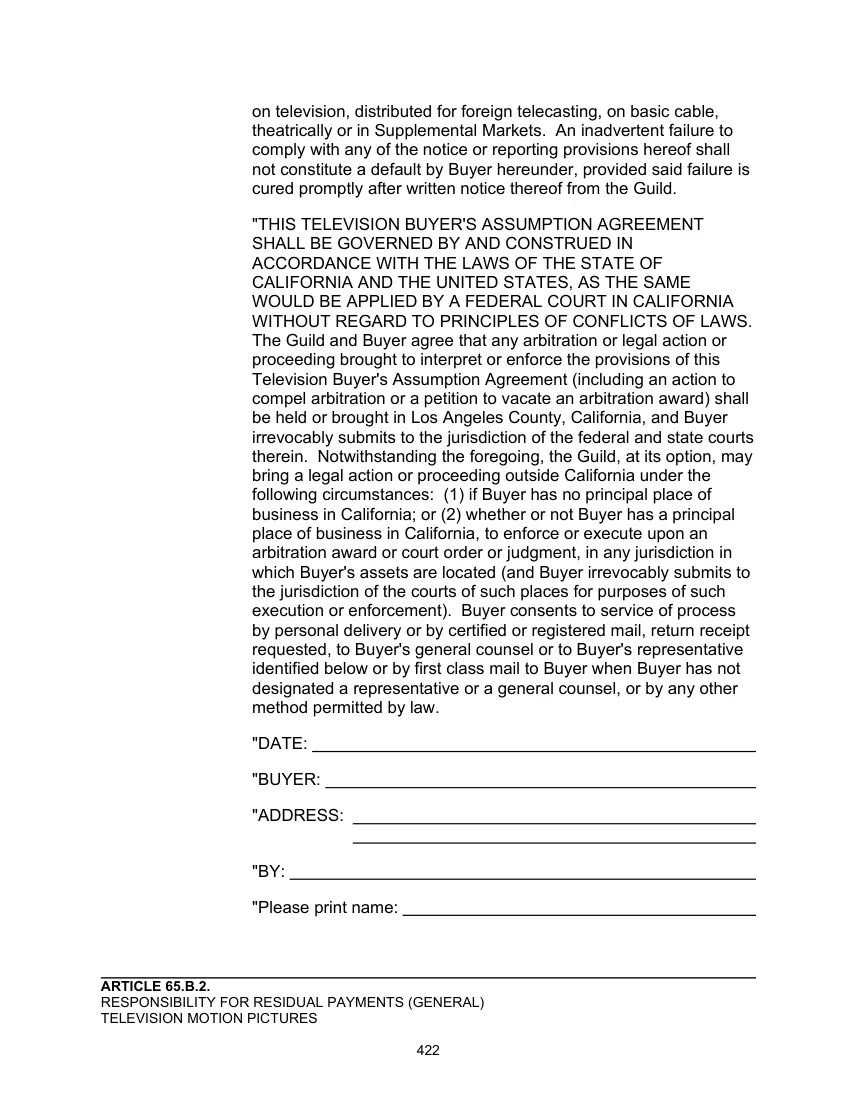 on television, distributed for foreign telecasting, on basic cable,
theatrically or in Supplemental Markets.  An inadvertent failure to
comply with any of the notice or reporting provisions hereof shall
not constitute a default by Buyer hereunder, provided said failure is
cured promptly after written notice thereof from the Guild.
"THIS TELEVISION BUYER'S ASSUMPTION AGREEMENT
SHALL BE GOVERNED BY AND CONSTRUED IN
ACCORDANCE WITH THE LAWS OF THE STATE OF
CALIFORNIA AND THE UNITED STATES, AS THE SAME
WOULD BE APPLIED BY A FEDERAL COURT IN CALIFORNIA
WITHOUT REGARD TO PRINCIPLES OF CONFLICTS OF LAWS.
The Guild and Buyer agree that any arbitration or legal action or
proceeding brought to interpret or enforce the provisions of this
Television Buyer's Assumption Agreement (including an action to
compel arbitration or a petition to vacate an arbitration award) shall
be held or brought in Los Angeles County, California, and Buyer
irrevocably submits to the jurisdiction of the federal and state courts
therein.  Notwithstanding the foregoing, the Guild, at its option, may
bring a legal action or proceeding outside California under the
following circumstances:  (1) if Buyer has no principal place of
business in California; or (2) whether or not Buyer has a principal
place of business in California, to enforce or execute upon an
arbitration award or court order or judgment, in any jurisdiction in
which Buyer's assets are located (and Buyer irrevocably submits to
the jurisdiction of the courts of such places for purposes of such
execution or enforcement).  Buyer consents to service of process
by personal delivery or by certified or registered mail, return receipt
requested, to Buyer's general counsel or to Buyer's representative
identified below or by first class mail to Buyer when Buyer has not
designated a representative or a general counsel, or by any other
method permitted by law.
"DATE:
"BUYER:
"ADDRESS:
"BY:
"Please print name:
ARTICLE 65.B.2.
RESPONSIBILITY FOR RESIDUAL PAYMENTS (GENERAL)
TELEVISION MOTION PICTURES
422